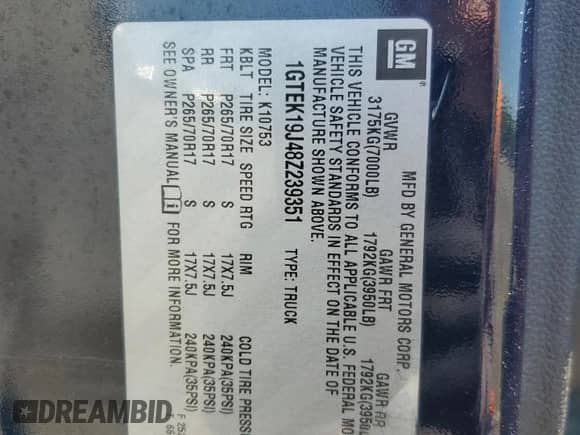 GM
®
MFD BY GENERAL MOTORS CORP.
GVWR GAWR FRT GAWR RR
3175KG(7000LB) 1792KG(3950LB) 1792KG(3950LB
THIS VEHICLE CONFORMS TO ALL APPLICABLE U.S. FEDERAL MO
VEHICLE SAFETY STANDARDS IN EFFECT ON THE DATE OF
MANUFACTURE SHOWN ABOVE.
1GTEK19J48Z239351 TYPE: TRUCK
MODEL: K10753
KBLT TIRE SIZE SPEED RTG RIM COLD TIRE PRESS
FRT P265/70R17 S 17X7.5J 240KPA(35PSI)
RR P265/70R17 S 17X7.5J 240KPA(35PSI)
SPA P265/70R17 S 17X7.5J 240KPA(35PSI)
SEE OWNER'S MANUAL i FOR MORE INFORMATION.
DREAMBID